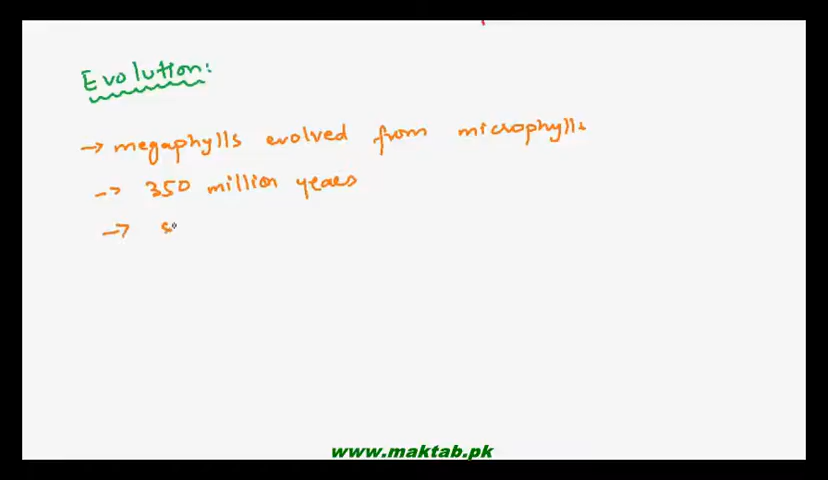 Evolution:
→ megaphylls evolved from microphylls
→ 350 million years
→ s
www.maktab.pk